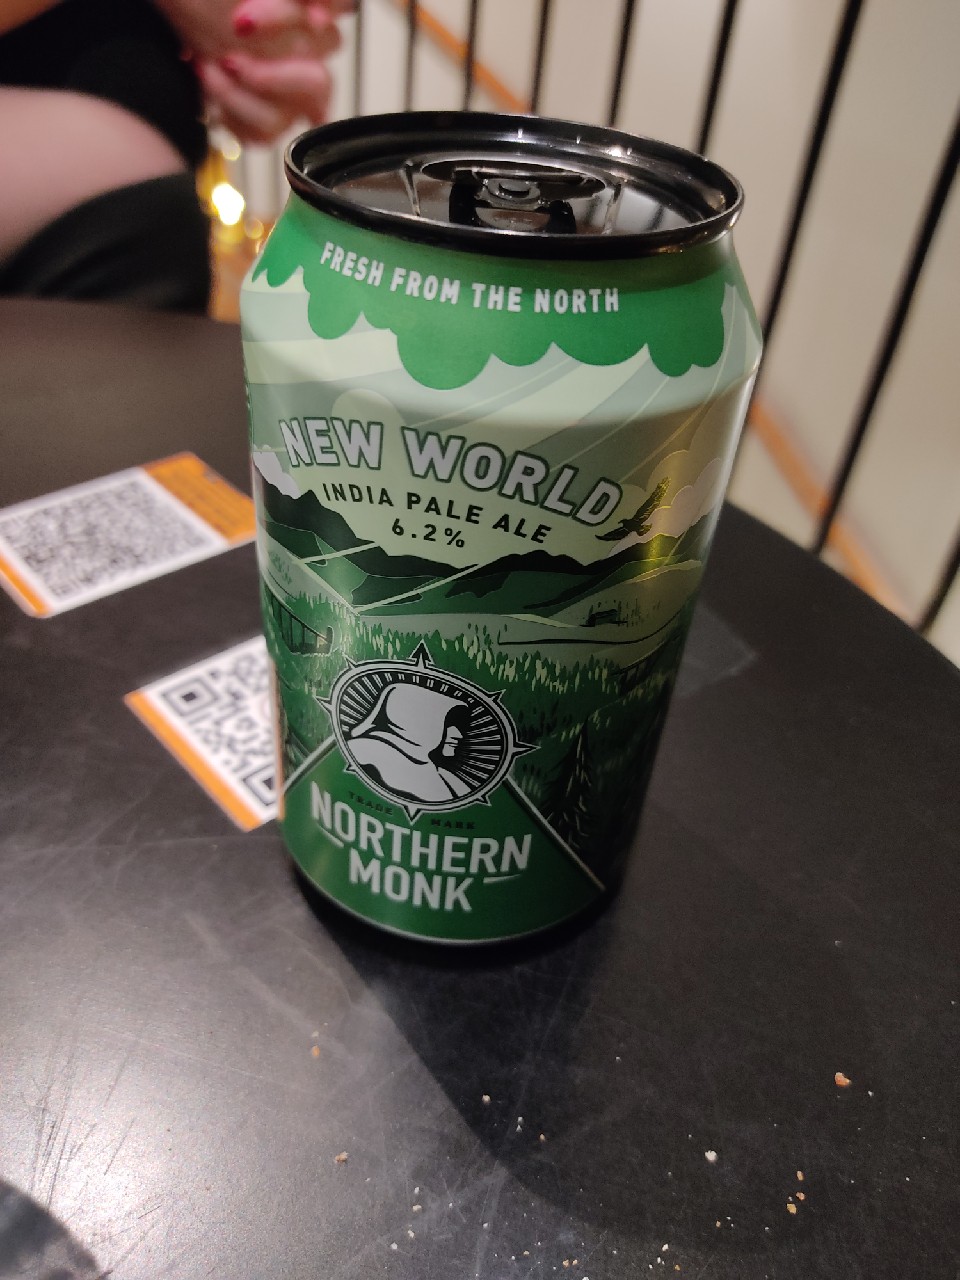 FRESH FROM THE NORTH
NEW WORLD
INDIA PALE ALE
6.2%
TRADE MARK
NORTHERN
MONK